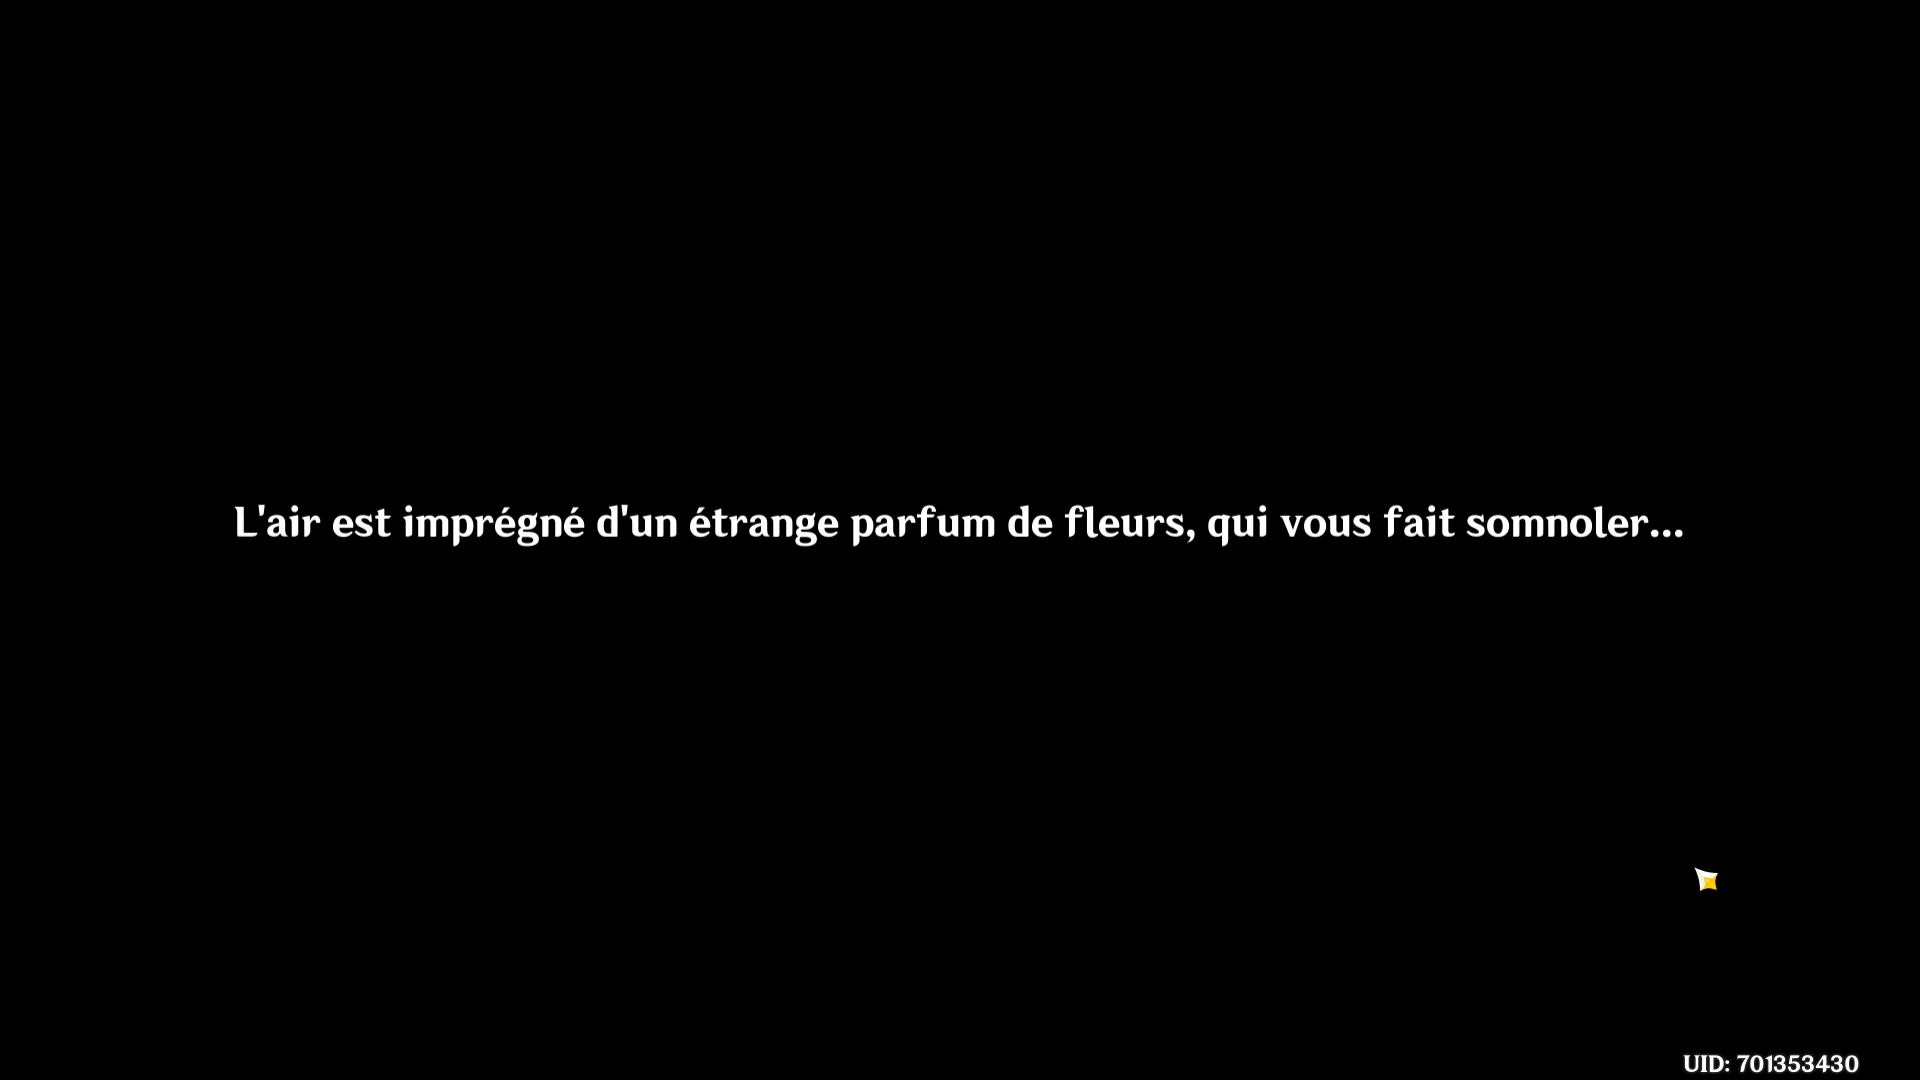 L'air est imprégné d'un étrange parfum de fleurs, qui vous fait somnoler...
UID: 701353430